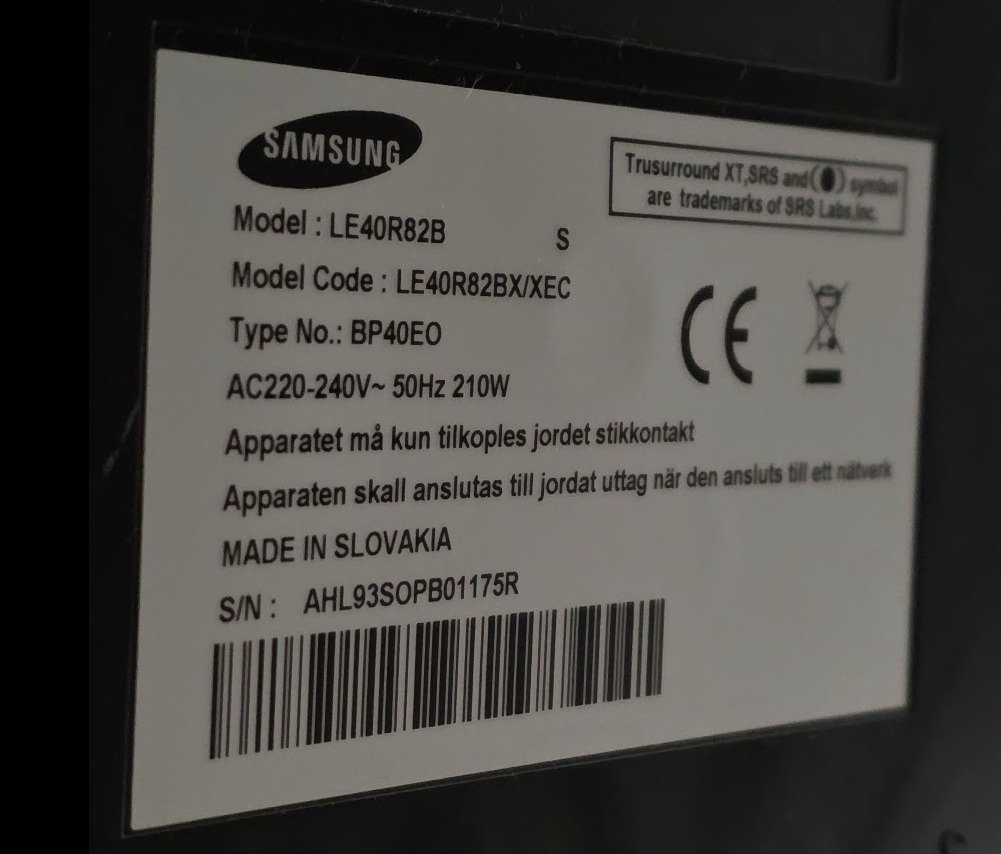 SAMSUNG
Trusurround XT,SRS and(●) symbol
are trademarks of SRS Labs,Inc.
Model : LE40R82B S
Model Code : LE40R82BX/XEC
Type No.: BP40EO
AC220-240V~ 50Hz 210W
Apparatet må kun tilkoples jordet stikkontakt
Apparaten skall anslutas till jordat uttag när den ansluts till ett nätverk
MADE IN SLOVAKIA
S/N : AHL93SOPB01175R
CE